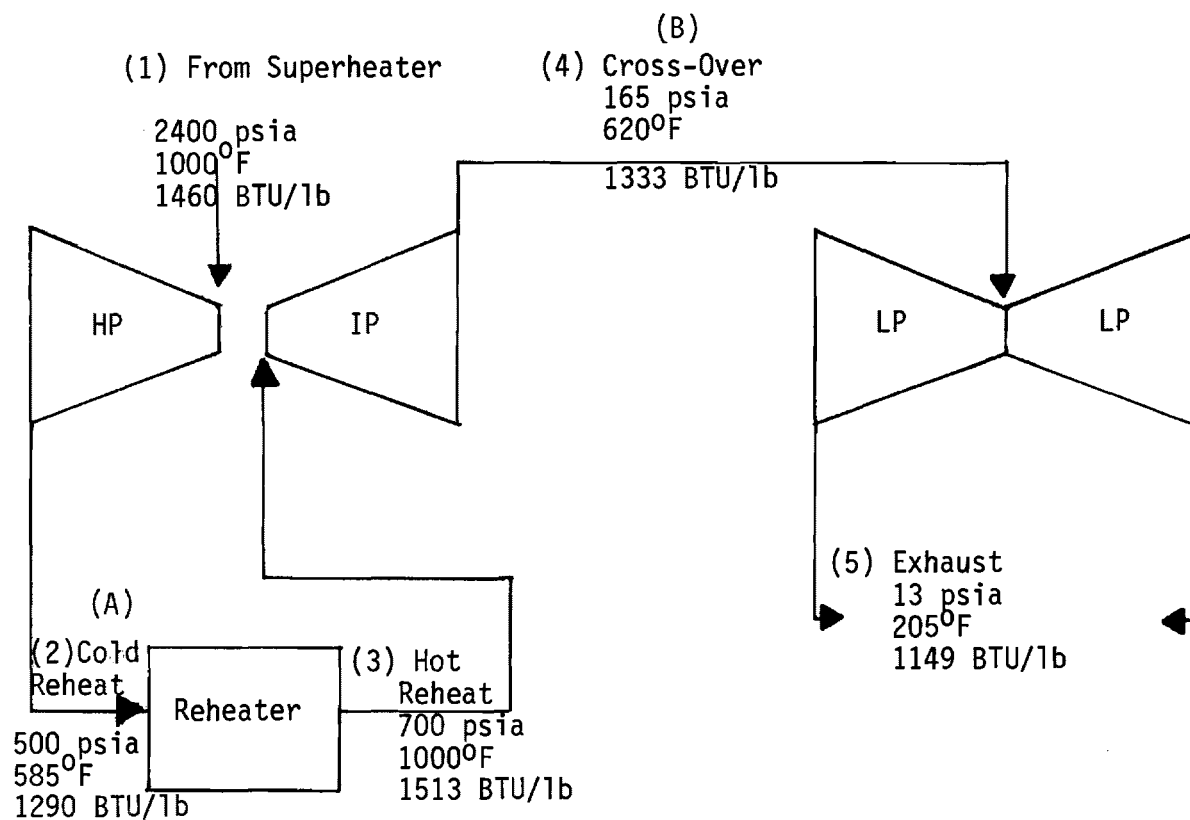 (B)
(1) From Superheater
(4) Cross-Over
165 psia
620°F
1333 BTU/lb
2400 psia
1000°F
1460 BTU/lb
HP
IP
LP
LP
(A)
(2)Cold
Reheat
500 psia
585°F
1290 BTU/lb
Reheater
(3) Hot
Reheat
700 psia
1000°F
1513 BTU/lb
(5) Exhaust
13 psia
205°F
1149 BTU/lb